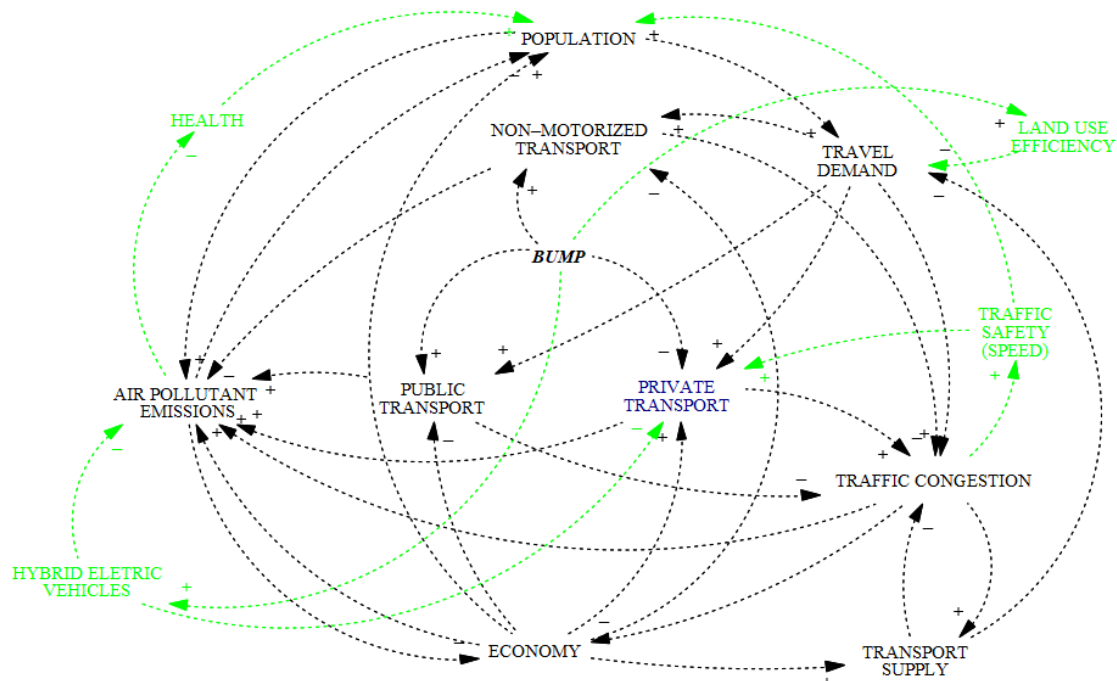 POPULATION
HEALTH
NON–MOTORIZED
TRANSPORT
TRAVEL
DEMAND
LAND USE
EFFICIENCY
BUMP
TRAFFIC
SAFETY
(SPEED)
AIR POLLUTANT
EMISSIONS
PUBLIC
TRANSPORT
PRIVATE
TRANSPORT
TRAFFIC CONGESTION
HYBRID ELETRIC
VEHICLES
ECONOMY
TRANSPORT
SUPPLY